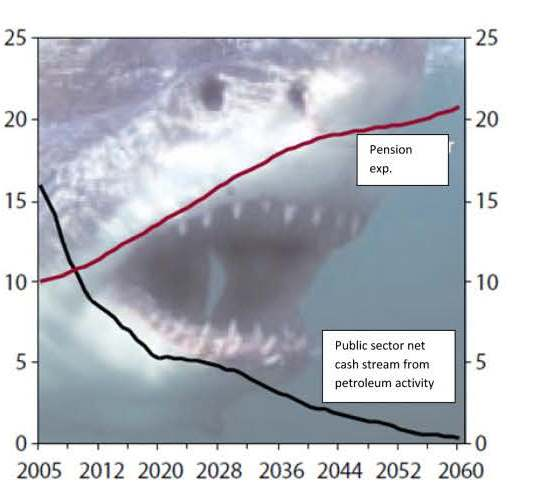 25 25
20 20
Pension
exp.
r
15 15
10 10
Public sector net
cash stream from
petroleum activity
5 5
0 0
2005 2012 2020 2028 2036 2044 2052 2060